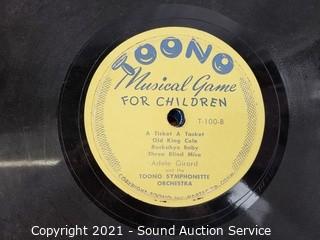 TOONO
Musical Game
FOR CHILDREN
T-100-B
A Tisket A Tasket
Old King Cole
Rockabye Baby
Three Blind Mice
Adele Girard
and the
TOONO SYMPHONETTE
ORCHESTRA
Copyright 2021 - Sound Auction Service